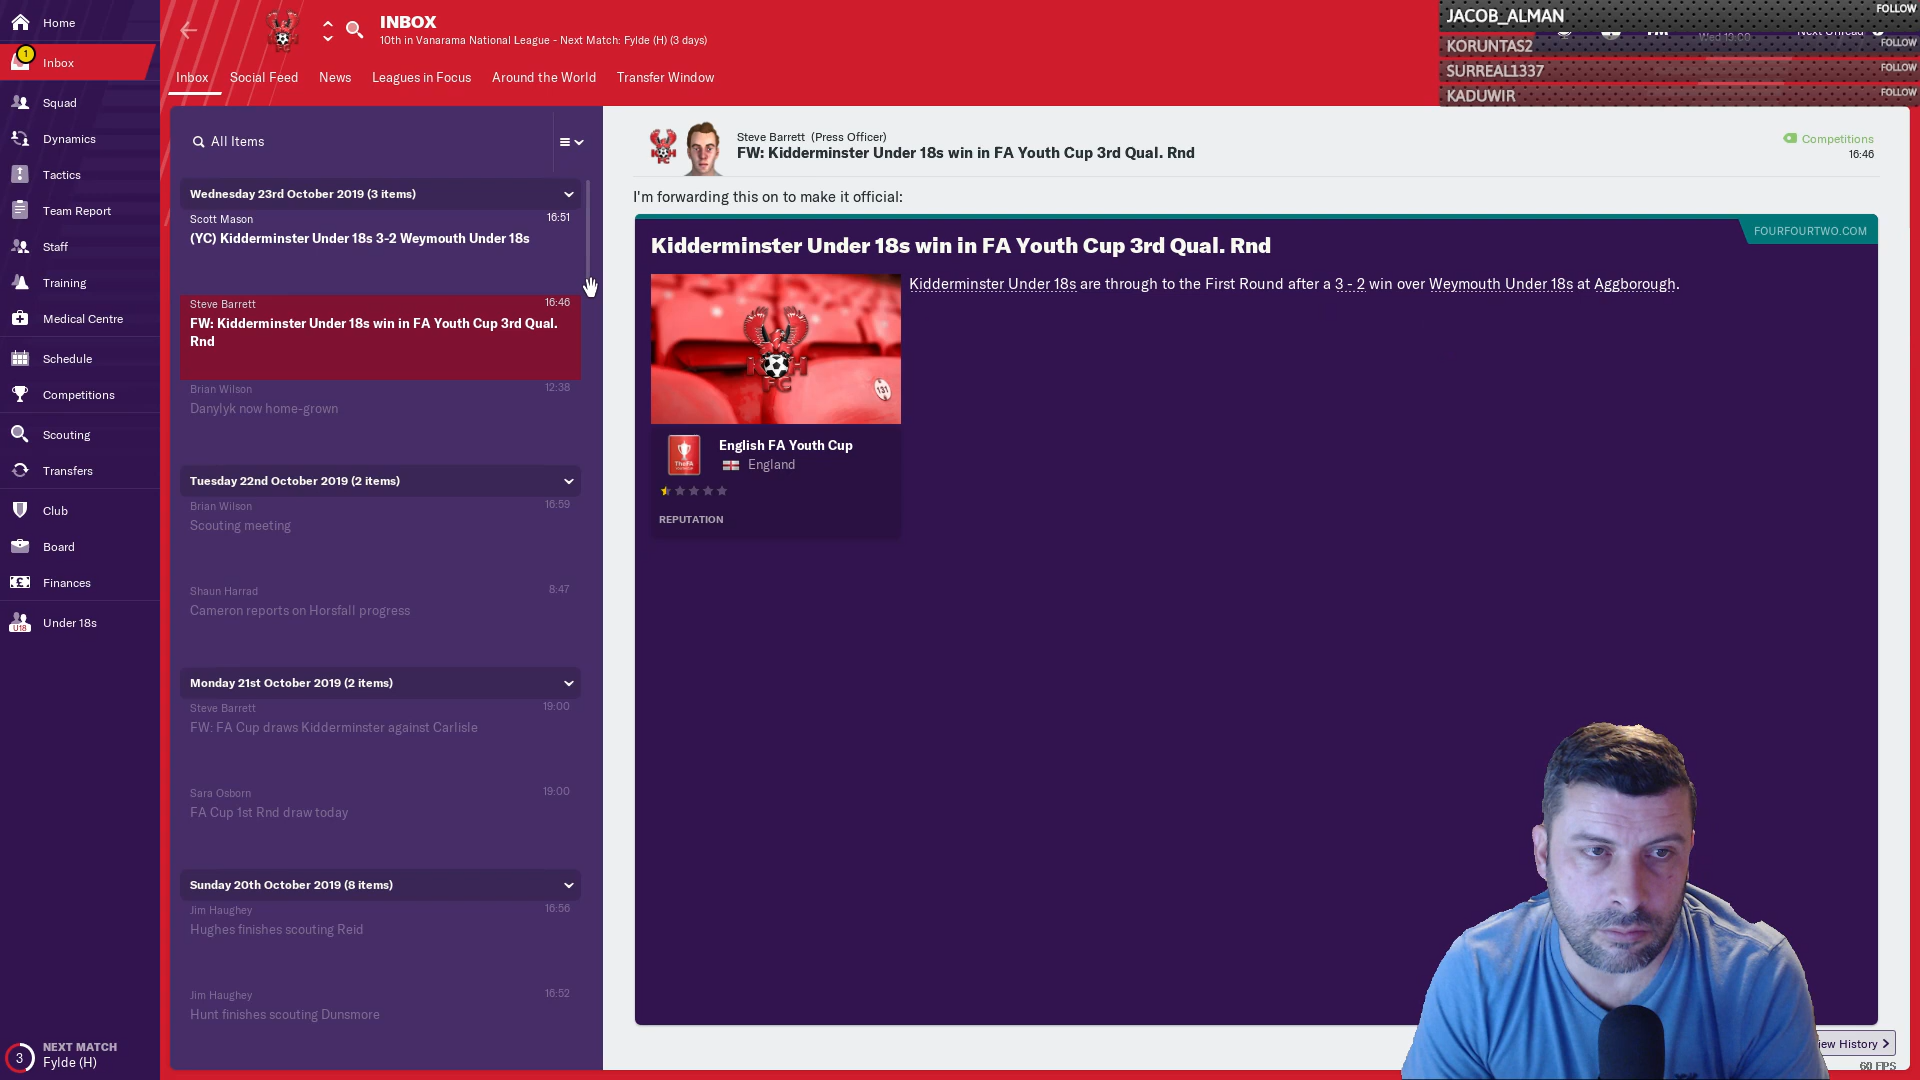 Home
Inbox
1
Squad
Dynamics
Tactics
Team Report
Staff
Training
Medical Centre
Schedule
Competitions
Scouting
Transfers
Club
Board
Finances
U18
Under 18s
3
NEXT MATCH
Fylde (H)
INBOX
10th in Vanarama National League - Next Match: Fylde (H) (3 days)
Inbox
Social Feed
News
Leagues in Focus
Around the World
Transfer Window
JACOB_ALMAN
FOLLOW
KORUNTAS2
FOLLOW
SURREAL1337
FOLLOW
KADUWIR
FOLLOW
All Items
Wednesday 23rd October 2019 (3 items)
Scott Mason
16:51
(YC) Kidderminster Under 18s 3-2 Weymouth Under 18s
Steve Barrett
16:46
FW: Kidderminster Under 18s win in FA Youth Cup 3rd Qual.
Rnd
Brian Wilson
12:38
Danylyk now home-grown
Tuesday 22nd October 2019 (2 items)
Brian Wilson
16:59
Scouting meeting
Shaun Harrad
8:47
Cameron reports on Horsfall progress
Monday 21st October 2019 (2 items)
Steve Barrett
19:00
FW: FA Cup draws Kidderminster against Carlisle
Sara Osborn
19:00
FA Cup 1st Rnd draw today
Sunday 20th October 2019 (8 items)
Jim Haughey
16:56
Hughes finishes scouting Reid
Jim Haughey
16:52
Hunt finishes scouting Dunsmore
Steve Barrett (Press Officer)
FW: Kidderminster Under 18s win in FA Youth Cup 3rd Qual. Rnd
Competitions
16:46
I'm forwarding this on to make it official:
FOURFOURTWO.COM
Kidderminster Under 18s win in FA Youth Cup 3rd Qual. Rnd
Kidderminster Under 18s are through to the First Round after a 3 - 2 win over Weymouth Under 18s at Aggborough.
KH
FC
131
English FA Youth Cup
England
REPUTATION
History
60 FPS